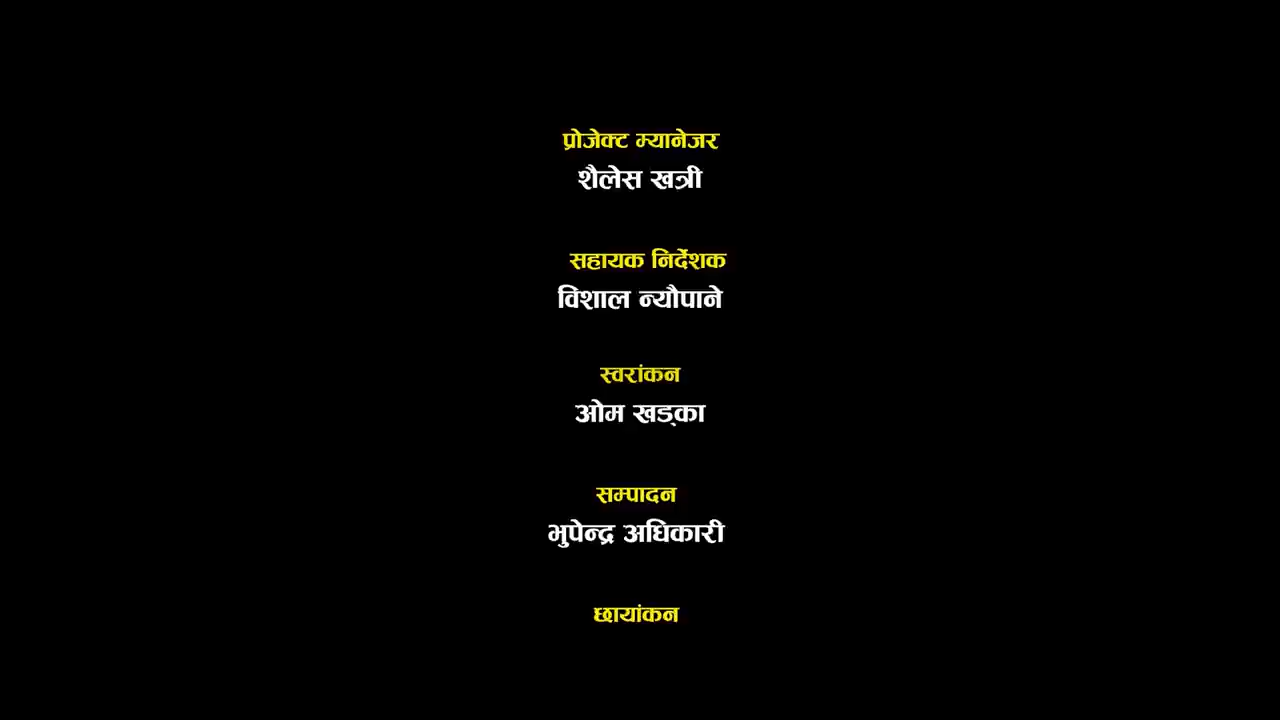 प्रोजेक्ट म्यानेजर
शैलेस खत्री
सहायक निर्देशक
विशाल न्यौपाने
स्वरांकन
ओम खड्का
सम्पादन
भुपेन्द्र अधिकारी
छायांकन